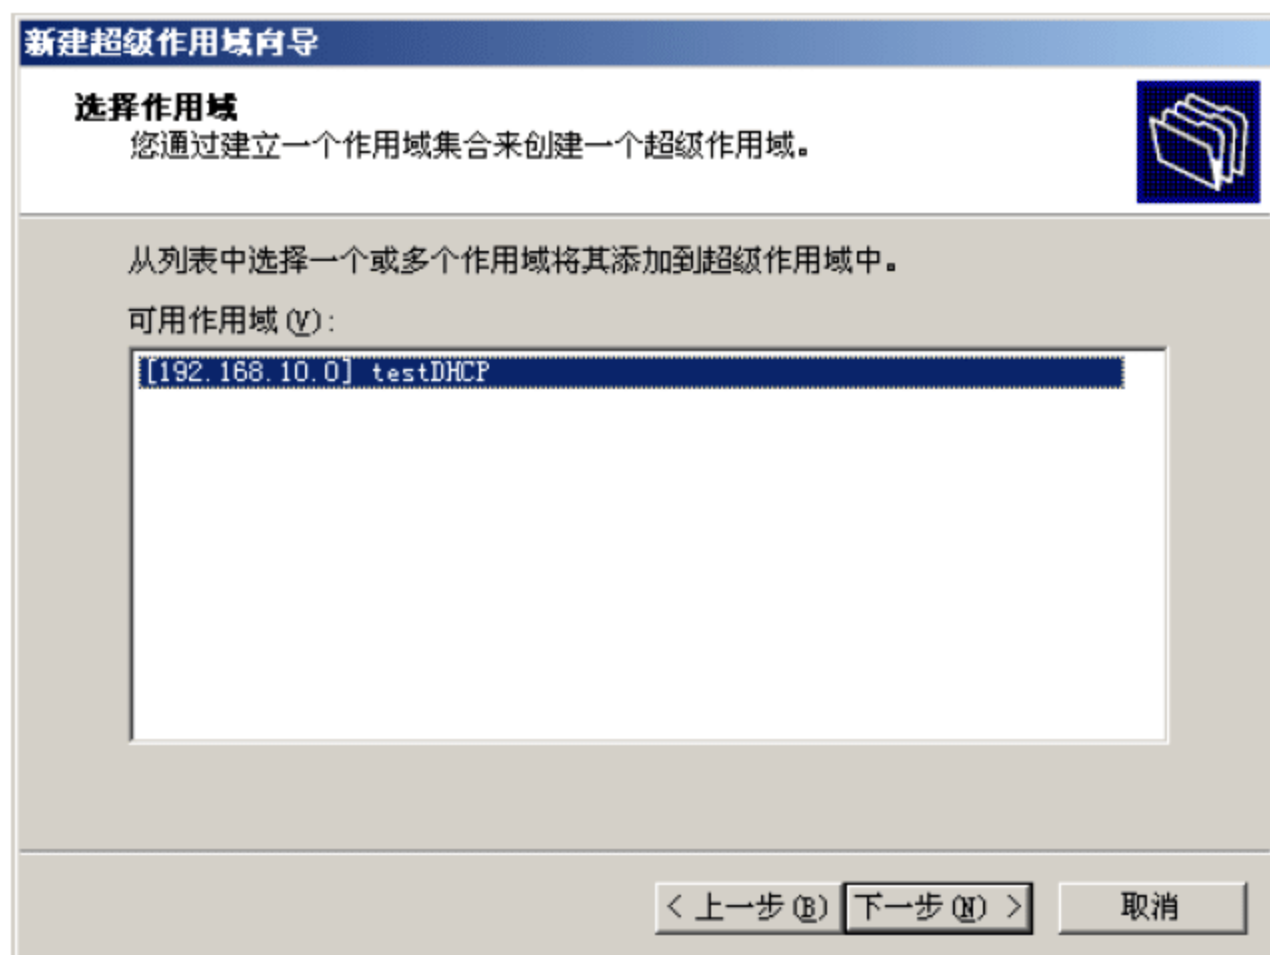 新建超级作用域向导
选择作用域
您通过建立一个作用域集合来创建一个超级作用域。
从列表中选择一个或多个作用域将其添加到超级作用域中。
可用作用域(V):
[192.168.10.0] testDHCP
< 上一步(B) 下一步(N) > 取消